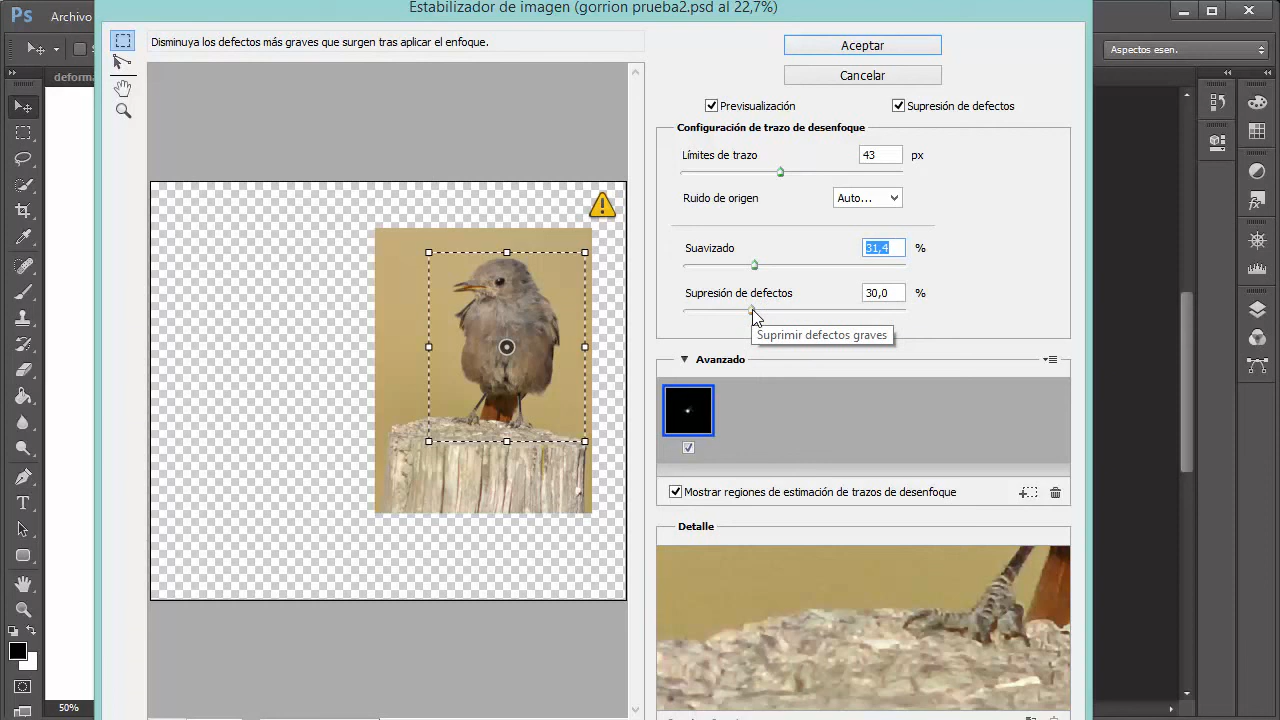 Estabilizador de imagen (gorrion prueba2.psd al 22,7%)
Ps
Archivo
Disminuya los defectos más graves que surgen tras aplicar el enfoque.
Aceptar
Cancelar
Aspectos esen.
deforma
Previsualización
Supresión de defectos
Configuración de trazo de desenfoque
Límites de trazo
43
px
Ruido de origen
Auto...
Suavizado
31,4
%
Supresión de defectos
30,0
%
Suprimir defectos graves
Avanzado
Mostrar regiones de estimación de trazos de desenfoque
Detalle
T
50%